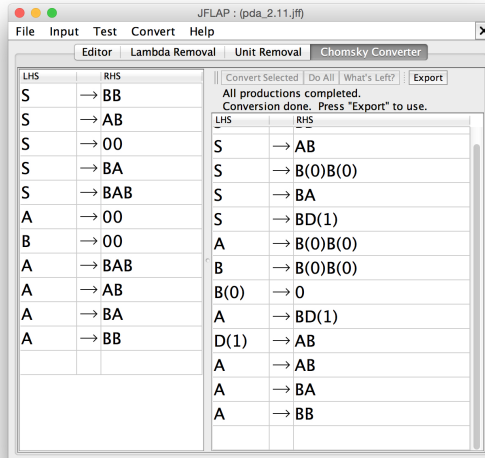 JFLAP : (pda_2.11.jff)
File Input Test Convert Help
Editor Lambda Removal Unit Removal Chomsky Converter
LHS RHS
S → BB
S → AB
S → 00
S → BA
S → BAB
A → 00
B → 00
A → BAB
A → AB
A → BA
A → BB
Convert Selected Do All What's Left? Export
All productions completed.
Conversion done. Press "Export" to use.
LHS RHS
S → AB
S → B(0)B(0)
S → BA
S → BD(1)
A → B(0)B(0)
B → B(0)B(0)
B(0) → 0
A → BD(1)
D(1) → AB
A → AB
A → BA
A → BB